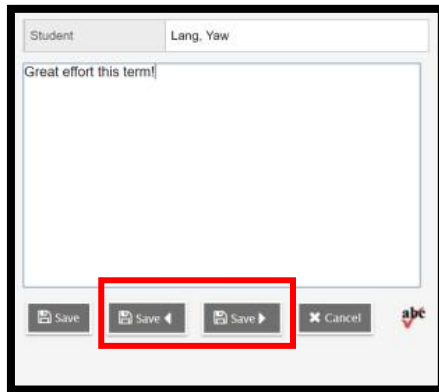 Student Lang, Yaw
Great effort this term!
Save Save Save Cancel abc